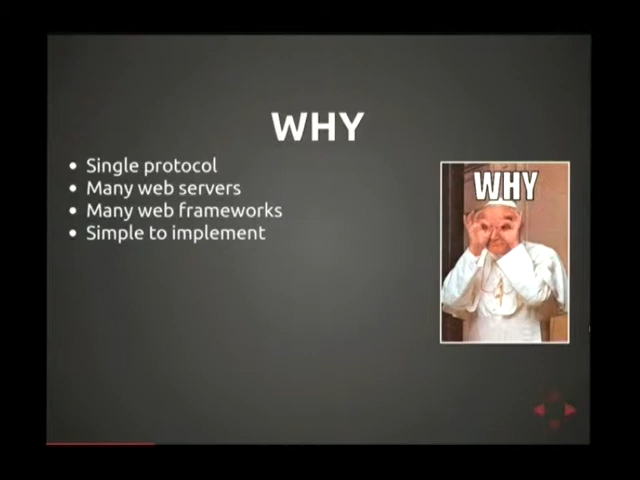 WHY
Single protocol
Many web servers
Many web frameworks
Simple to implement
WHY